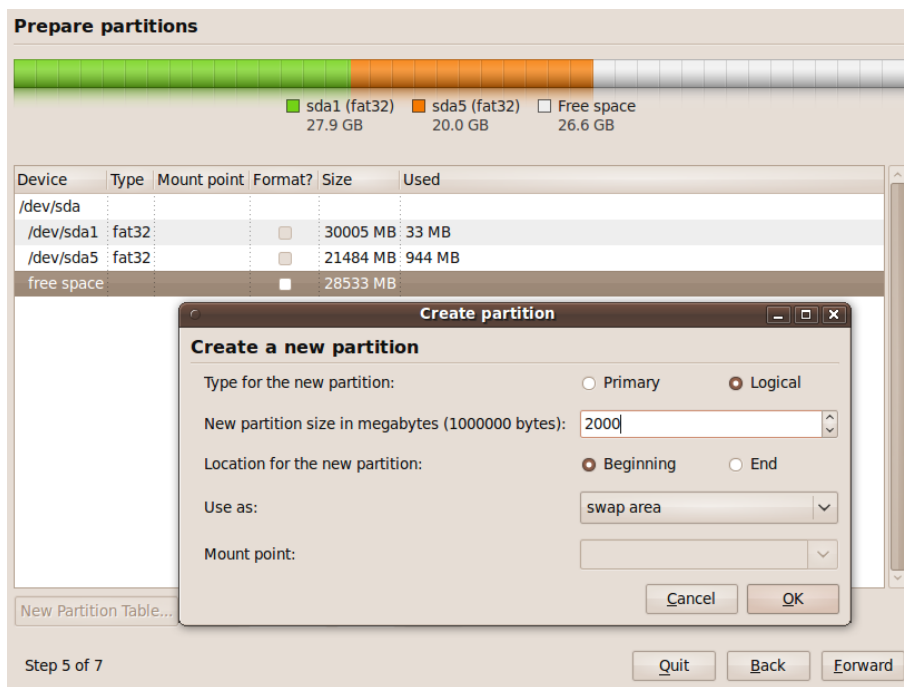 Prepare partitions
sda1 (fat32) sda5 (fat32) Free space
27.9 GB 20.0 GB 26.6 GB
Device Type Mount point Format? Size Used
/dev/sda
/dev/sda1 fat32 30005 MB 33 MB
/dev/sda5 fat32 21484 MB 944 MB
free space 28533 MB
Create partition
Create a new partition
Type for the new partition: Primary Logical
New partition size in megabytes (1000000 bytes): 2000
Location for the new partition: Beginning End
Use as: swap area
Mount point:
Cancel OK
New Partition Table...
Step 5 of 7 Quit Back Forward